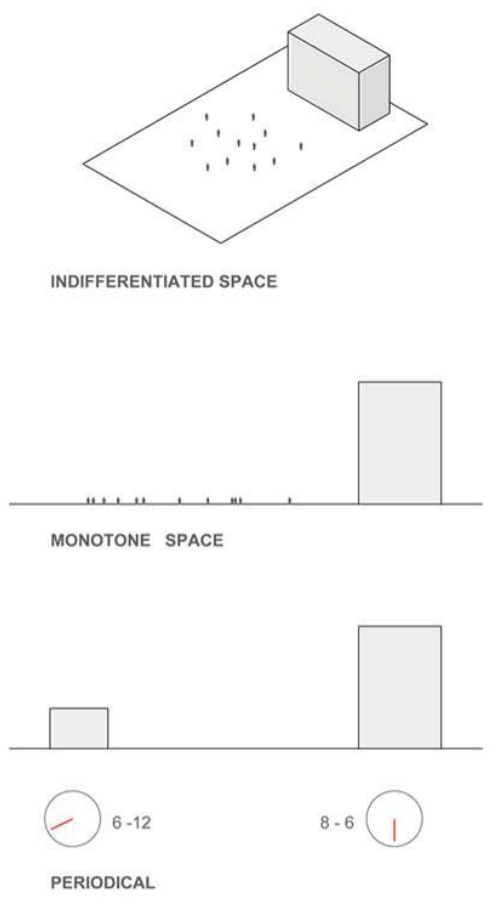 INDIFFERENTIATED SPACE
MONOTONE SPACE
6 -12
8 - 6
PERIODICAL